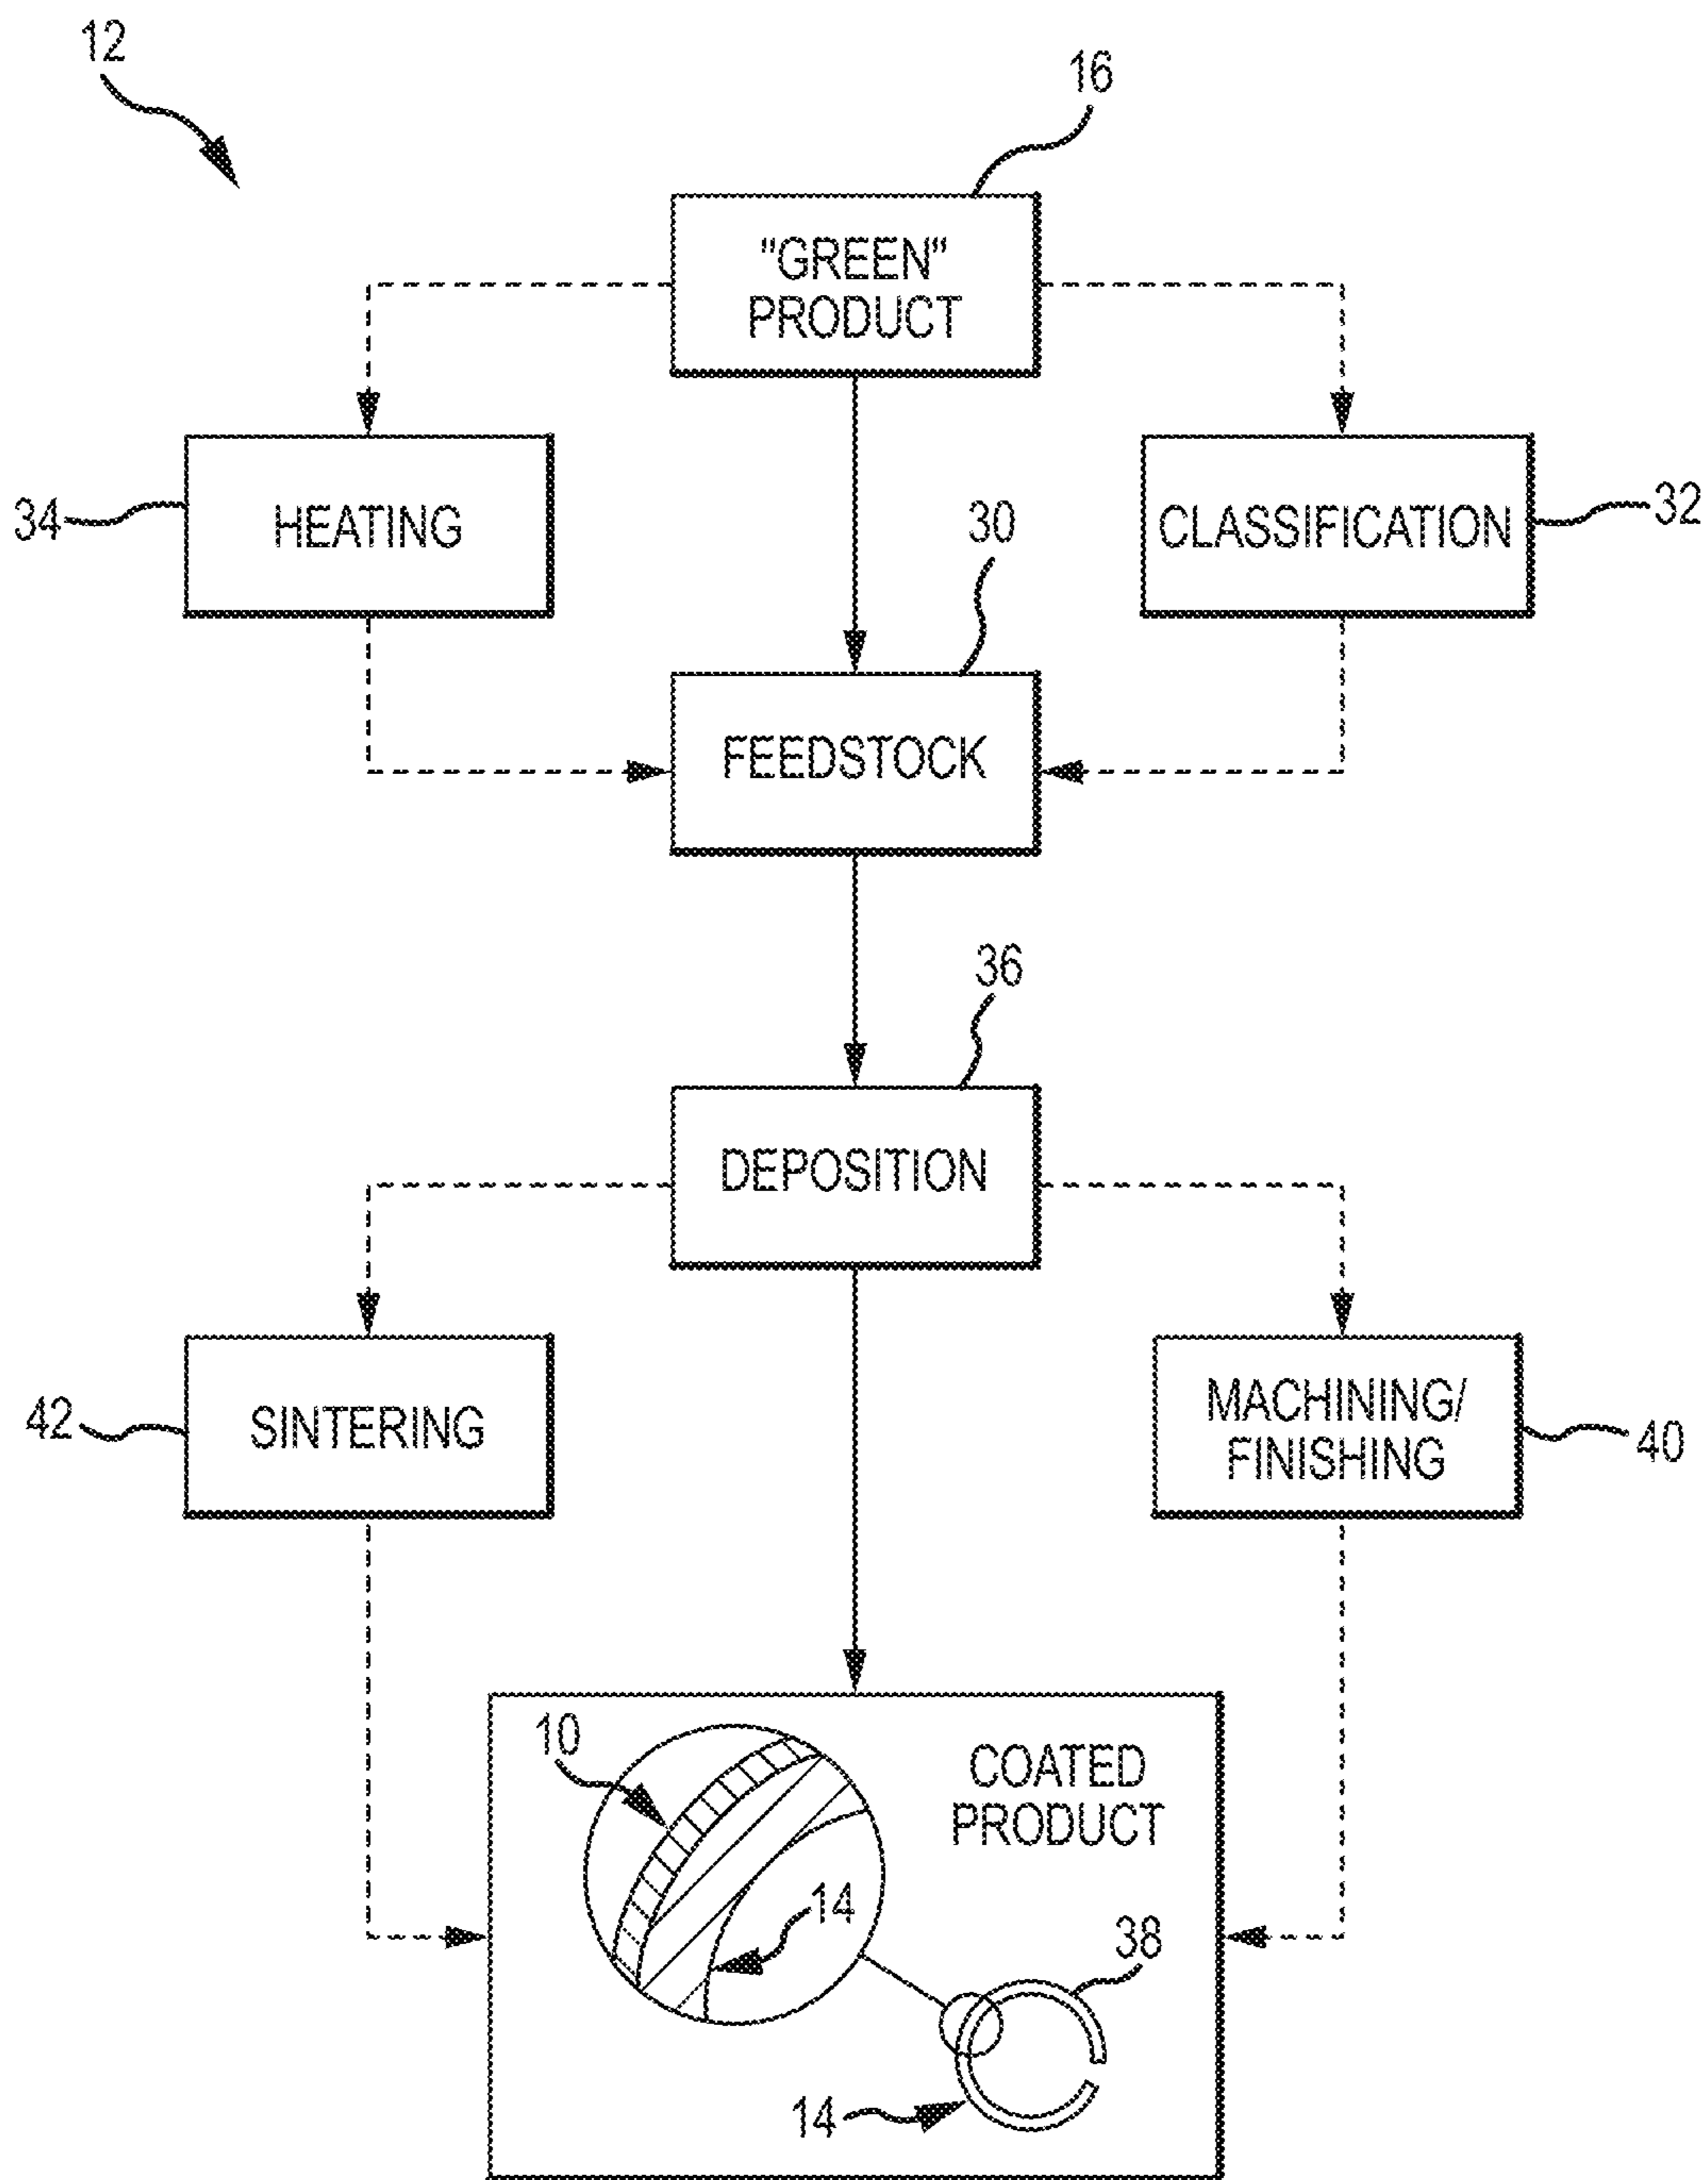 12
16
"GREEN"
PRODUCT
34
HEATING
30
CLASSIFICATION
32
FEEDSTOCK
36
DEPOSITION
42
SINTERING
MACHINING/
FINISHING
40
10
COATED
PRODUCT
14
38
14